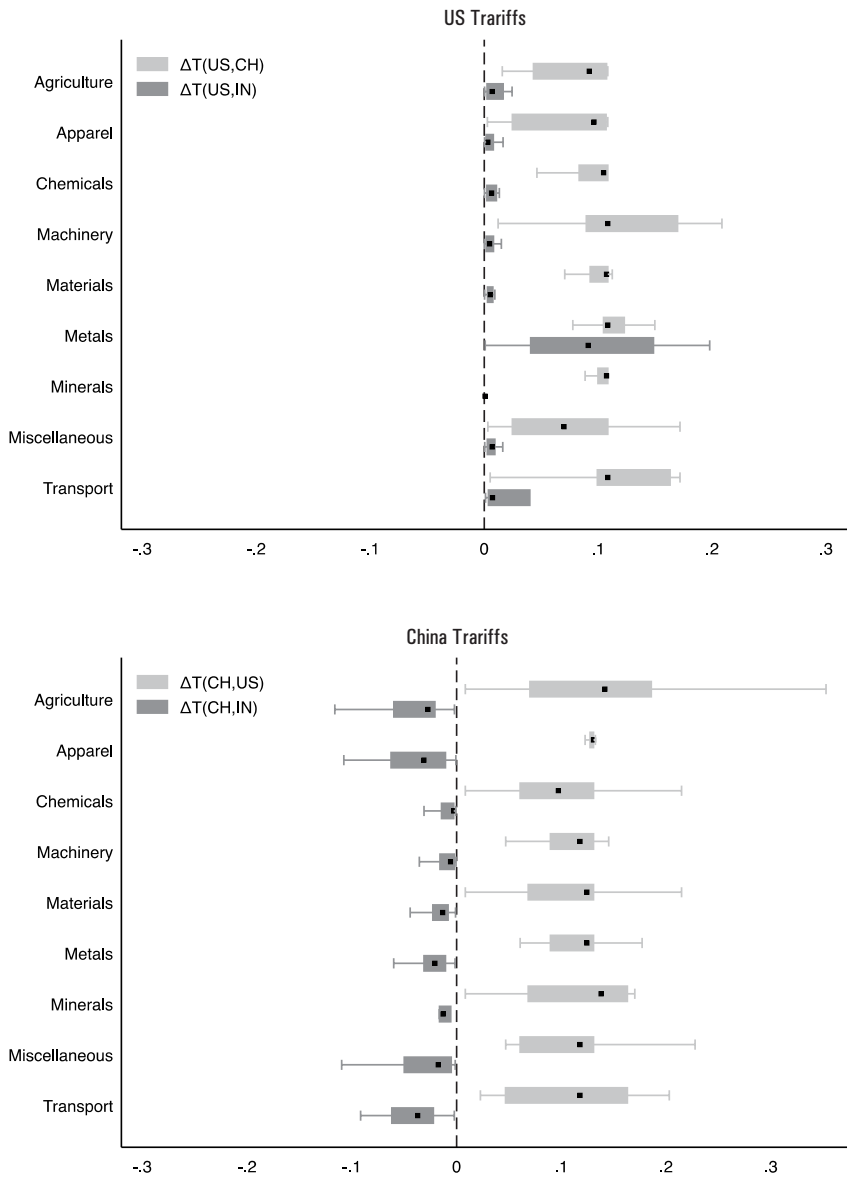 US Trariffs
ΔT(US,CH)
ΔT(US,IN)
Agriculture
Apparel
Chemicals
Machinery
Materials
Metals
Minerals
Miscellaneous
Transport
-.3 -.2 -.1 0 .1 .2 .3
China Trariffs
ΔT(CH,US)
ΔT(CH,IN)
Agriculture
Apparel
Chemicals
Machinery
Materials
Metals
Minerals
Miscellaneous
Transport
-.3 -.2 -.1 0 .1 .2 .3